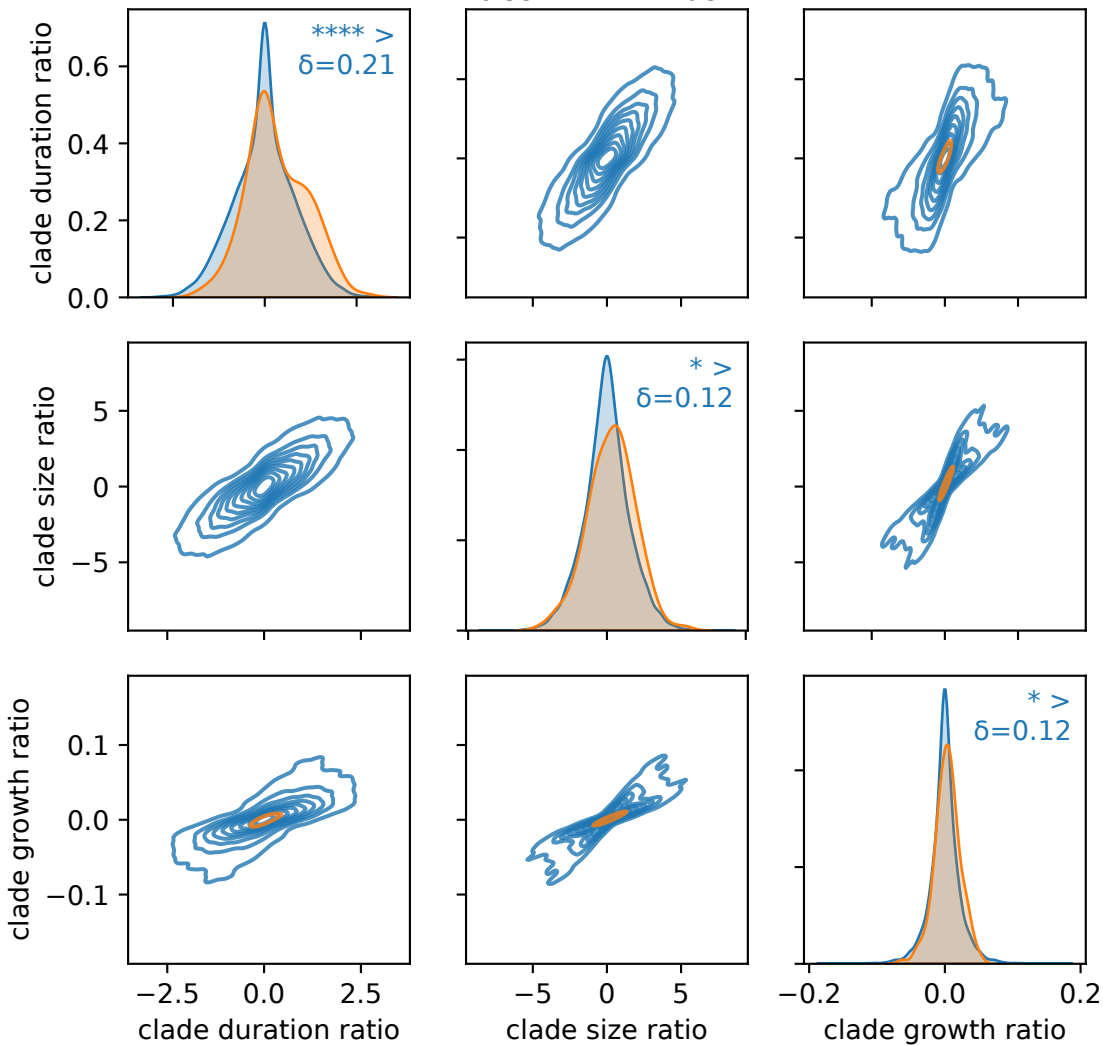 clade duration ratio
0.6
0.4
0.2
0.0
**** >
δ=0.21
clade size ratio
5
0
−5
* >
δ=0.12
clade growth ratio
0.1
0.0
−0.1
* >
δ=0.12
−2.5 0.0 2.5
−5 0 5
−0.2 0.0 0.2
clade duration ratio
clade size ratio
clade growth ratio